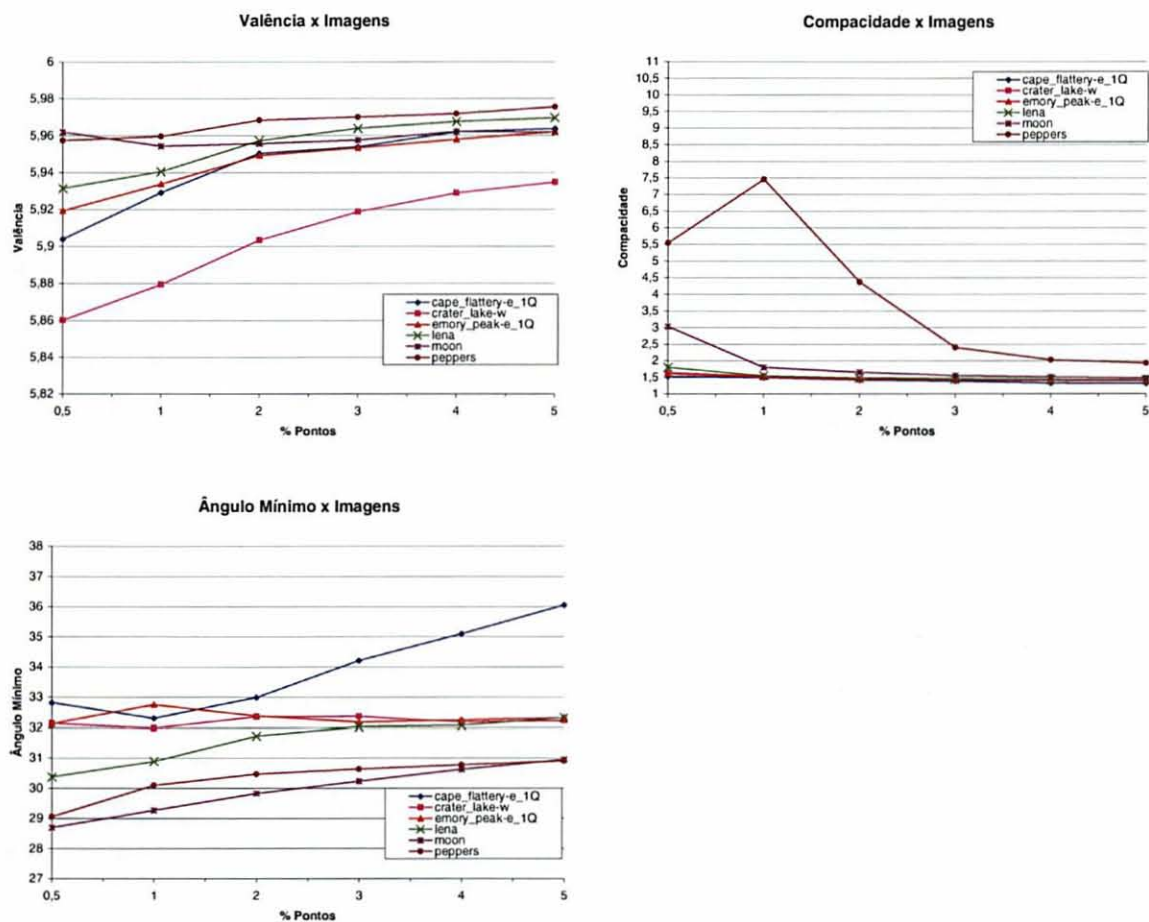 Valência x Imagens
6
5,98
5,96
5,94
5,92
5,9
5,88
5,86
5,84
5,82
Valência
0,5 1 2 3 4 5
% Pontos
cape_flattery-e_1Q
crater_lake-w
emory_peak-e_1Q
lena
moon
peppers
Compacidade x Imagens
11
10,5
10
9,5
9
8,5
8
7,5
7
6,5
6
5,5
5
4,5
4
3,5
3
2,5
2
1,5
1
Compacidade
0,5 1 2 3 4 5
% Pontos
cape_flattery-e_1Q
crater_lake-w
emory_peak-e_1Q
lena
moon
peppers
Ângulo Mínimo x Imagens
38
37
36
35
34
33
32
31
30
29
28
27
Ângulo Mínimo
0,5 1 2 3 4 5
% Pontos
cape_flattery-e_1Q
crater_lake-w
emory_peak-e_1Q
lena
moon
peppers